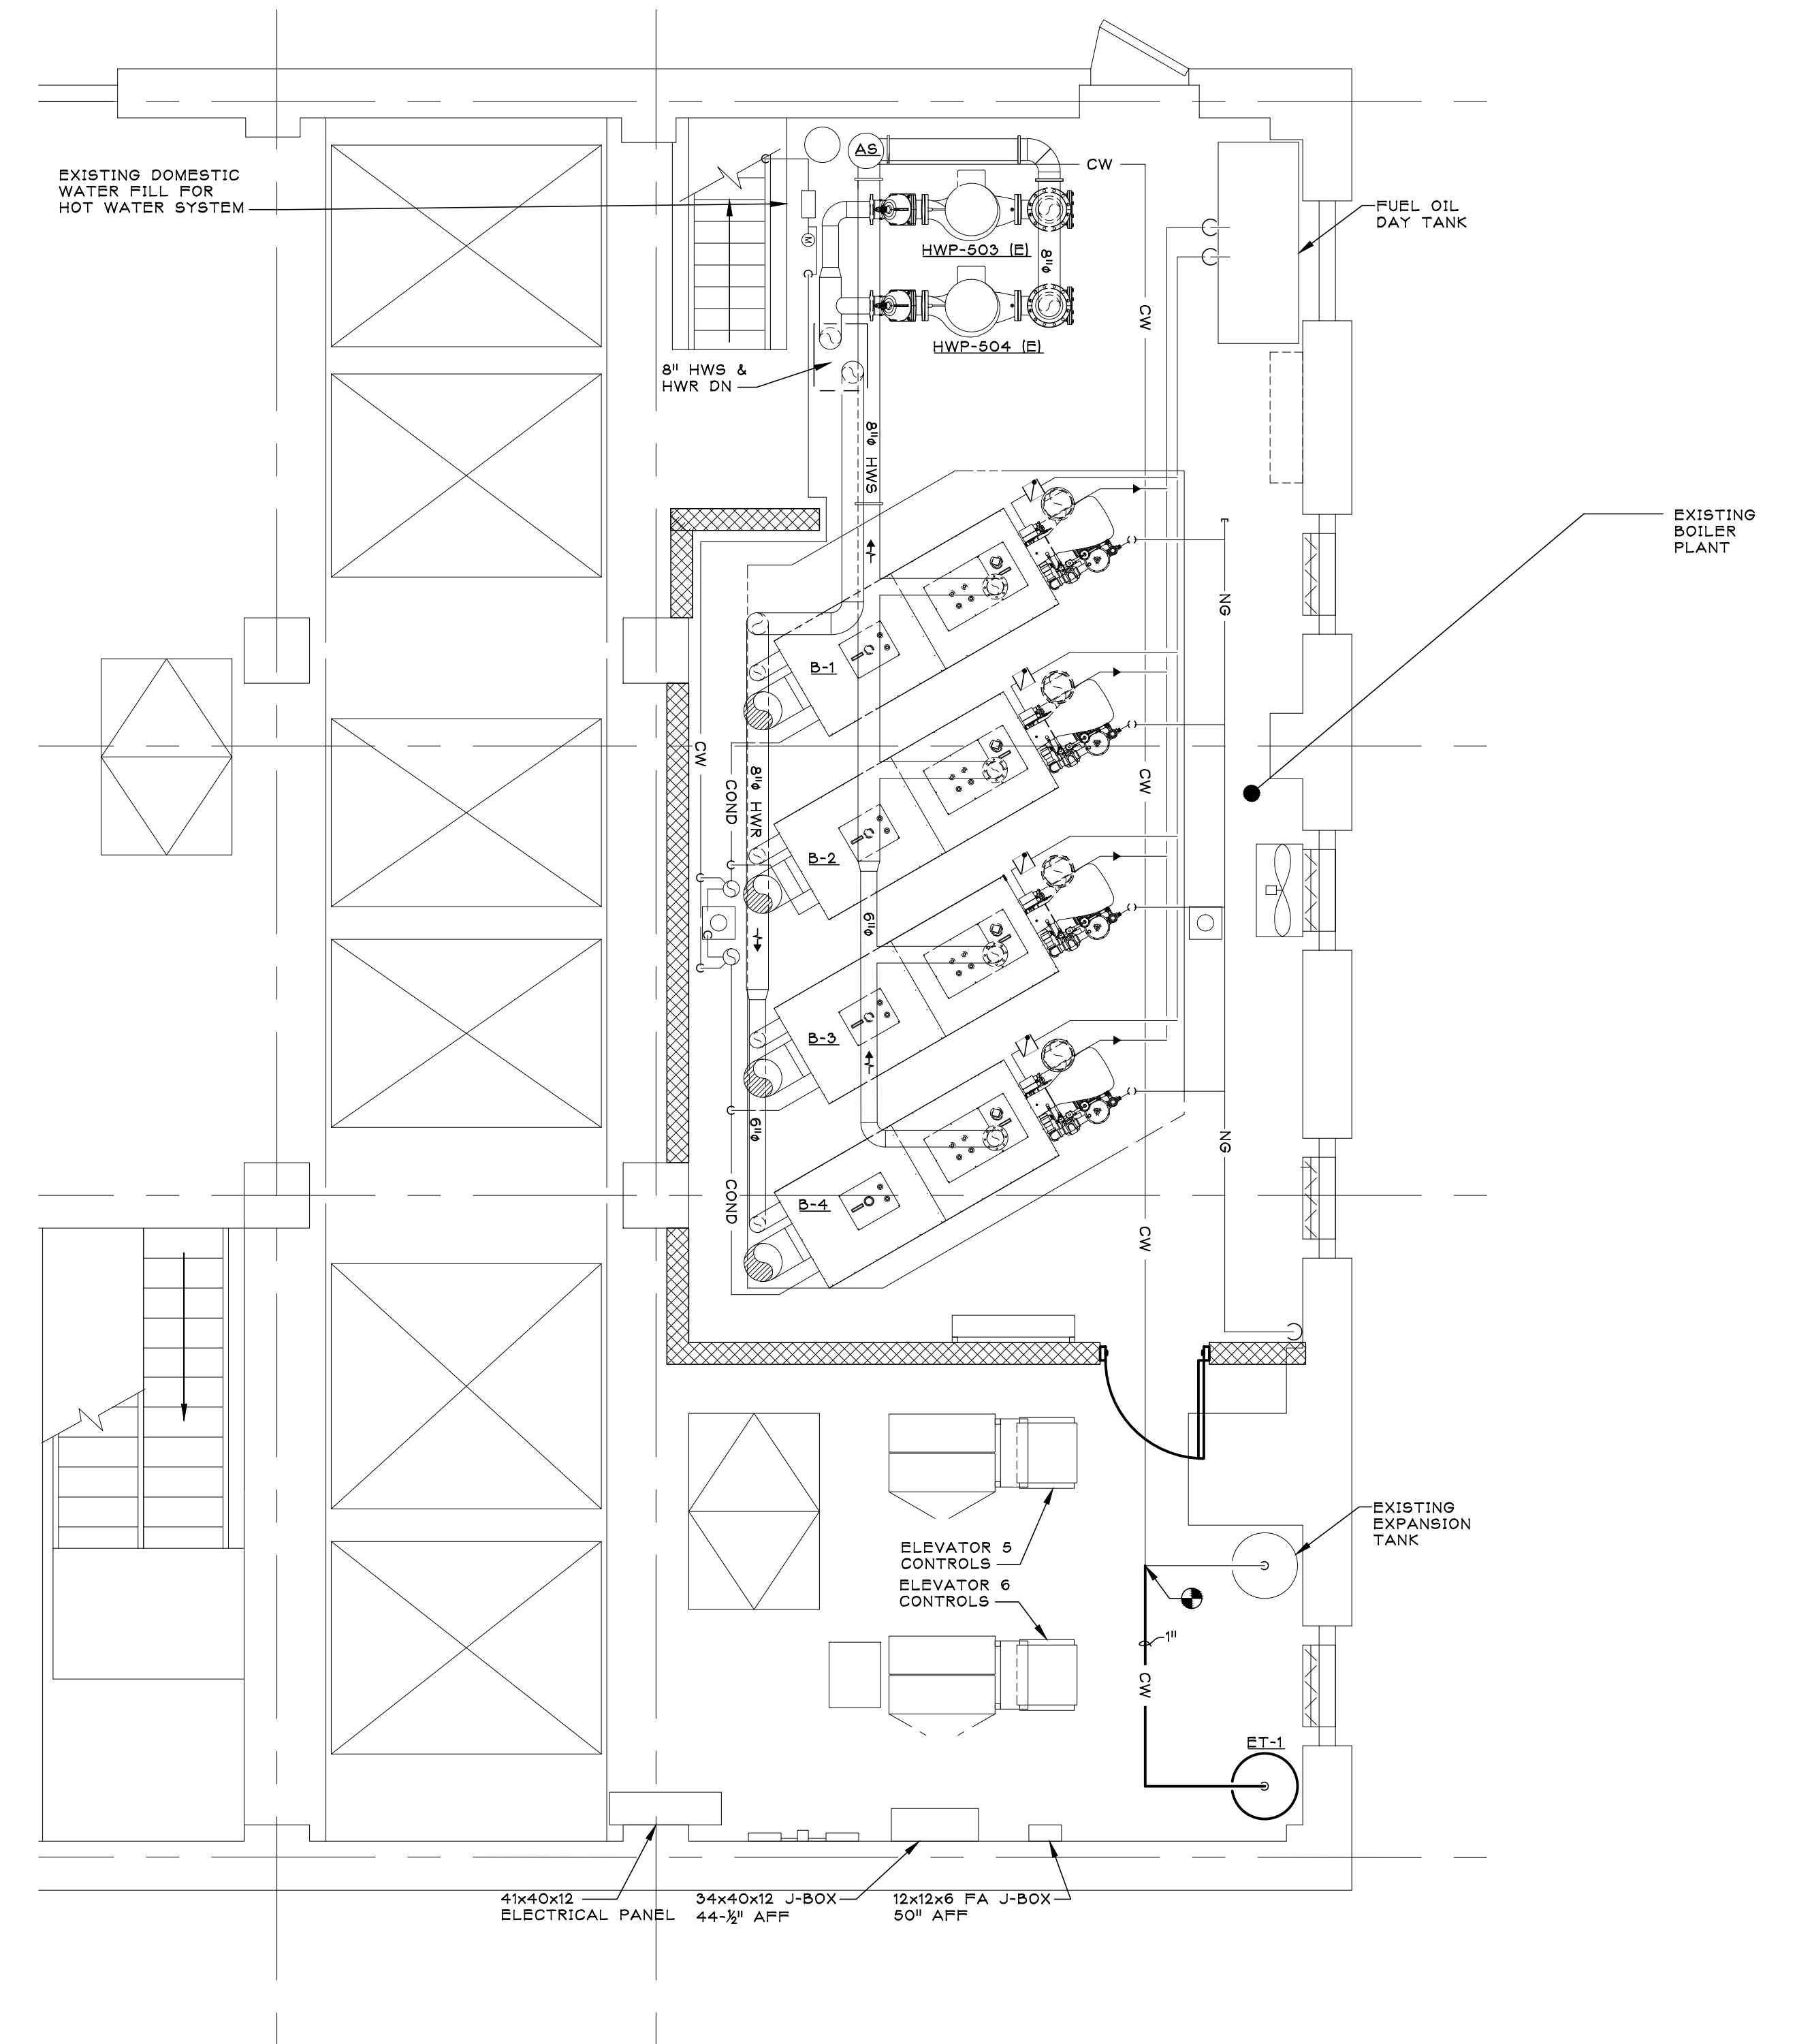 EXISTING DOMESTIC
WATER FILL FOR
HOT WATER SYSTEM
AS
CW
M
HWP-503 (E)
8"ø
HWP-504 (E)
FUEL OIL
DAY TANK
CW
8" HWS &
HWR DN
8"ø HWS
EXISTING
BOILER
PLANT
NG
B-1
CW
COND
8"ø HWR
CW
B-2
6"ø
B-3
6"ø
NG
COND
B-4
CW
EXISTING
EXPANSION
TANK
ELEVATOR 5
CONTROLS
ELEVATOR 6
CONTROLS
1"
CW
ET-1
41x40x12
ELECTRICAL PANEL
34x40x12 J-BOX
44-½" AFF
12x12x6 FA J-BOX
50" AFF